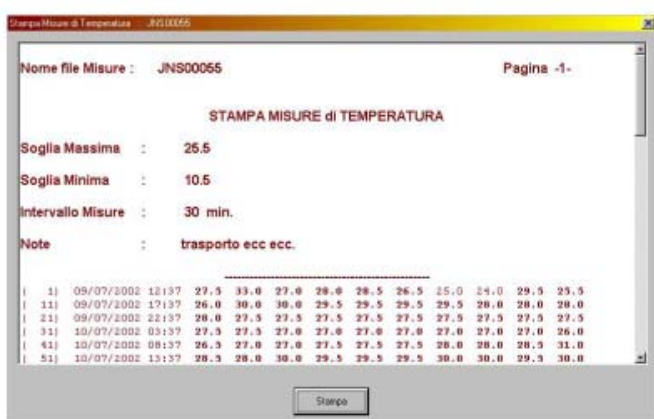 Stampa Misure di Temperatura : JNS00055
Nome file Misure : JNS00055 Pagina -1-
STAMPA MISURE di TEMPERATURA
Soglia Massima : 25.5
Soglia Minima : 10.5
Intervallo Misure : 30 min.
Note : trasporto ecc ecc.
| 1| 09/07/2002 12:37 27.5 33.0 27.0 28.0 28.5 26.5 25.0 24.0 29.5 25.5
| 11| 09/07/2002 17:37 26.0 30.0 30.0 29.5 29.5 29.5 29.5 28.0 28.0 28.0
| 21| 09/07/2002 22:37 28.0 27.5 27.5 27.5 27.5 27.5 27.5 27.5 27.5 27.5
| 31| 10/07/2002 03:37 27.5 27.5 27.0 27.0 27.0 27.0 27.0 27.0 27.0 26.0
| 41| 10/07/2002 08:37 26.5 27.0 27.0 27.5 27.5 27.5 28.0 28.0 28.5 31.0
| 51| 10/07/2002 13:37 28.5 28.0 30.0 29.5 29.5 29.5 30.0 30.0 29.5 30.0
Stampa